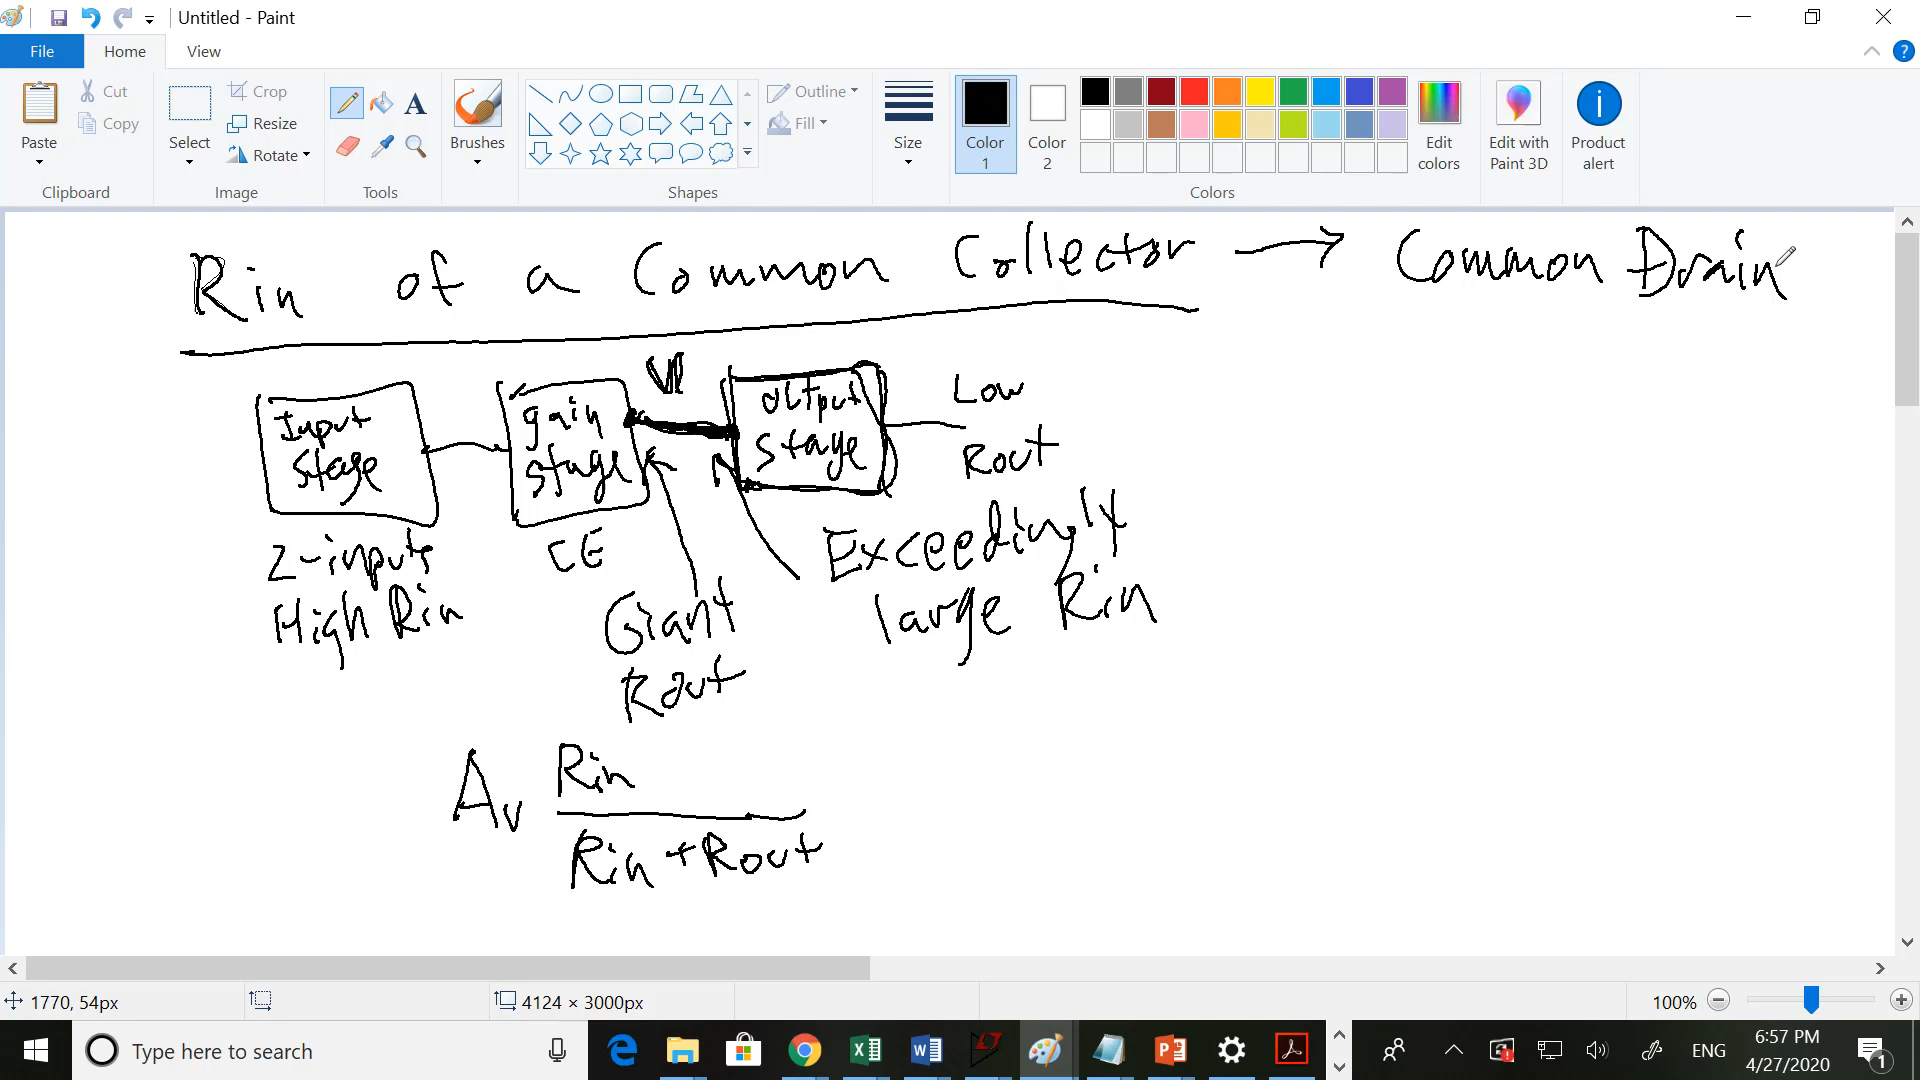 Untitled - Paint
File Home View
Paste Cut Copy Clipboard
Select Crop Resize Rotate Image
Tools
Brushes
Outline Fill Shapes
Size
Color 1 Color 2 Edit colors Colors
Edit with Paint 3D
Product alert
Rin of a Common Collector → Common Drain
Input stage
gain stage
VI
output stage
Low Rout
2-inputs
High Rin
CE
Giant
Rout
Exceedingly
large Rin
Av Rin
Rin + Rout
1770, 54px
4124 × 3000px
100%
Type here to search
ENG
6:57 PM
4/27/2020
1